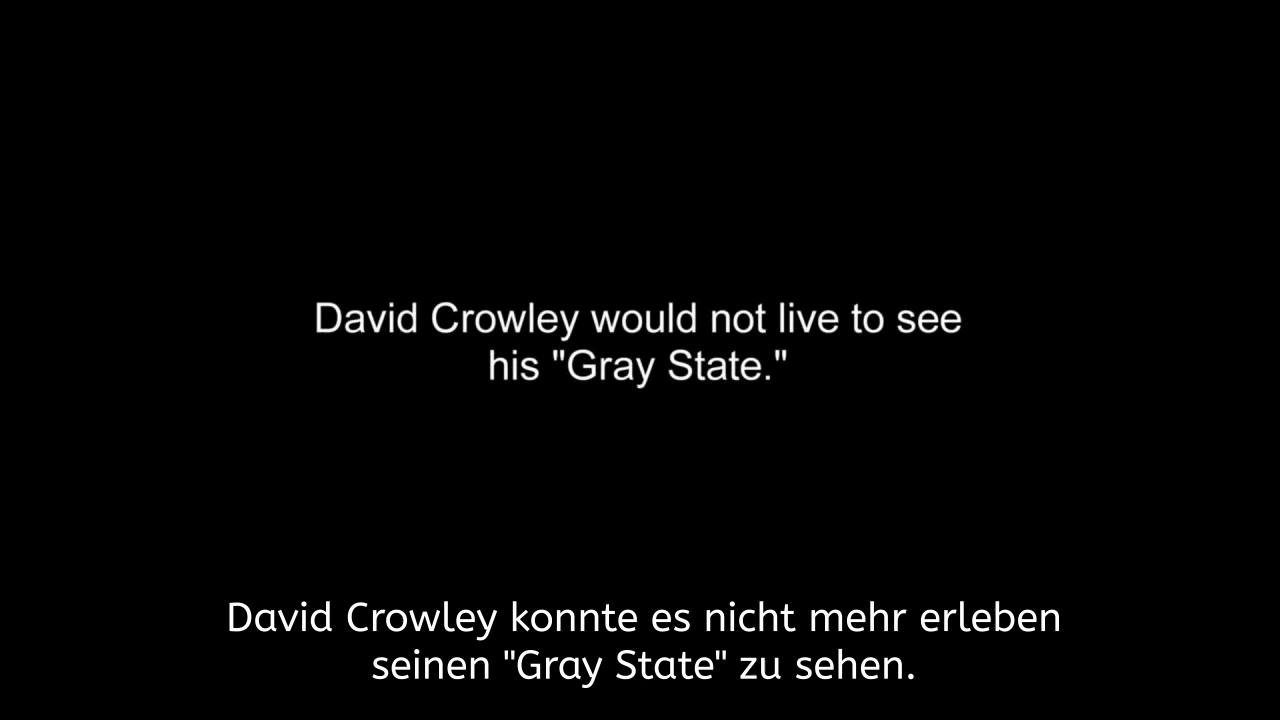 David Crowley would not live to see
his "Gray State."
David Crowley konnte es nicht mehr erleben
seinen "Gray State" zu sehen.